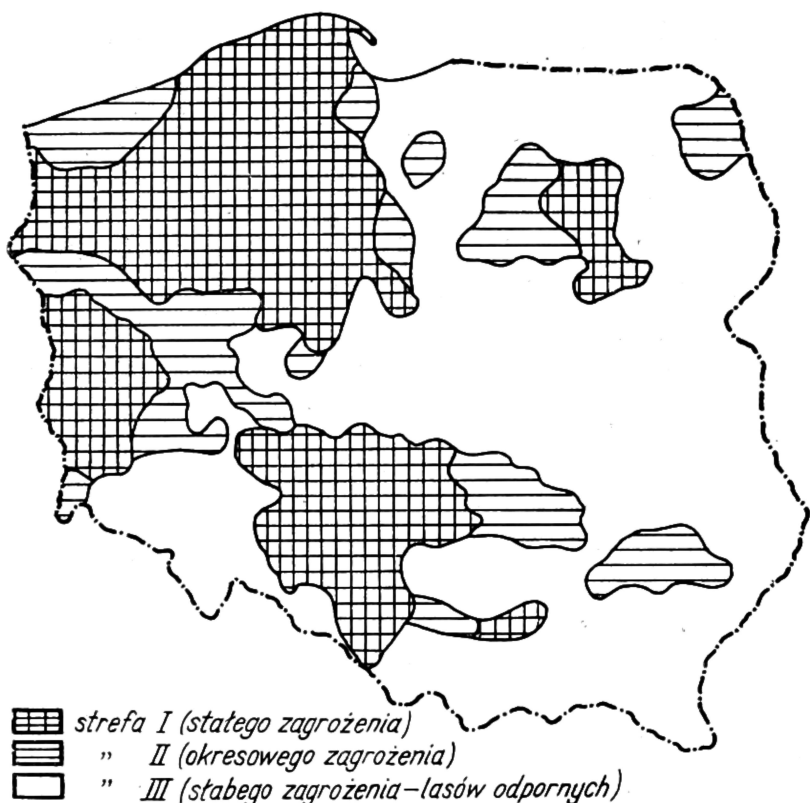 strefa I (stałego zagrożenia)
„ II (okresowego zagrożenia)
„ III (słabego zagrożenia-lasów odpornych)